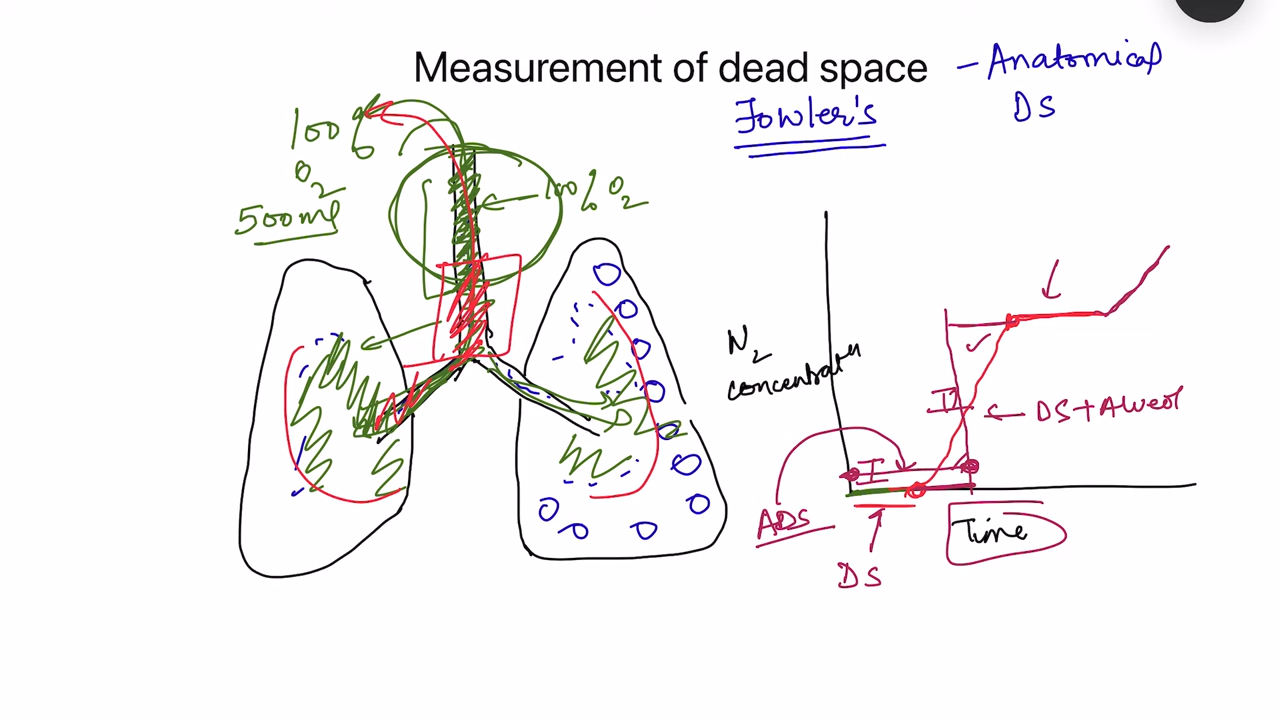 Measurement of dead space
– Anatomical
DS
Fowler's
100 %
O2
500ml
100% O2
N2
concentration
I
II
DS + Alveol
ADS
DS
Time